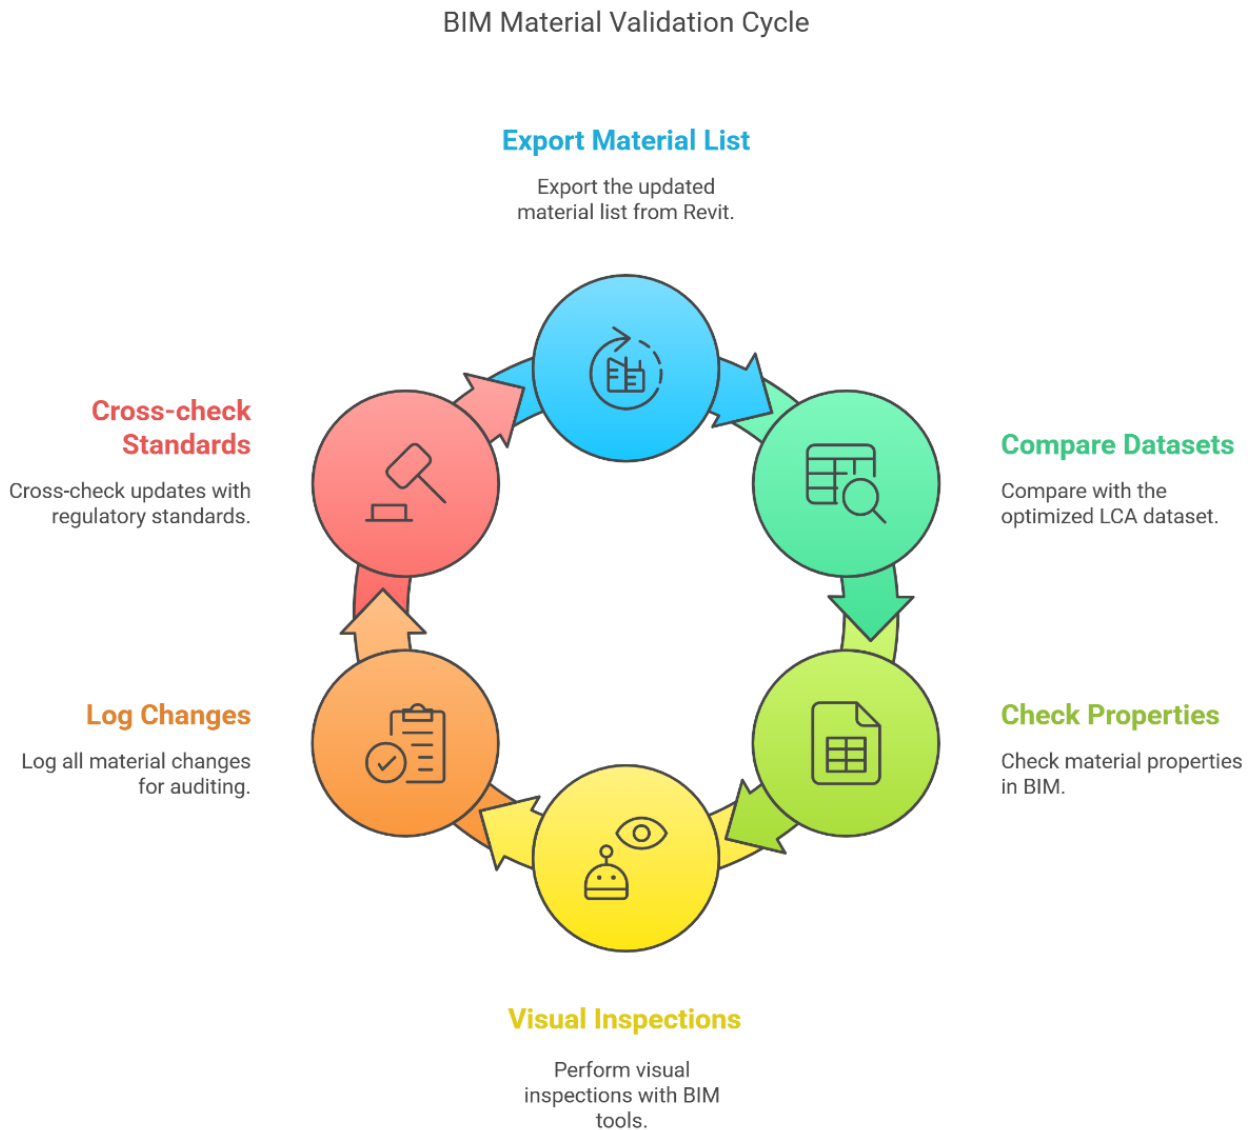 BIM Material Validation Cycle
Export Material List
Export the updated
material list from Revit.
Compare Datasets
Compare with the
optimized LCA dataset.
Check Properties
Check material properties
in BIM.
Visual Inspections
Perform visual
inspections with BIM
tools.
Log Changes
Log all material changes
for auditing.
Cross-check
Standards
Cross-check updates with
regulatory standards.